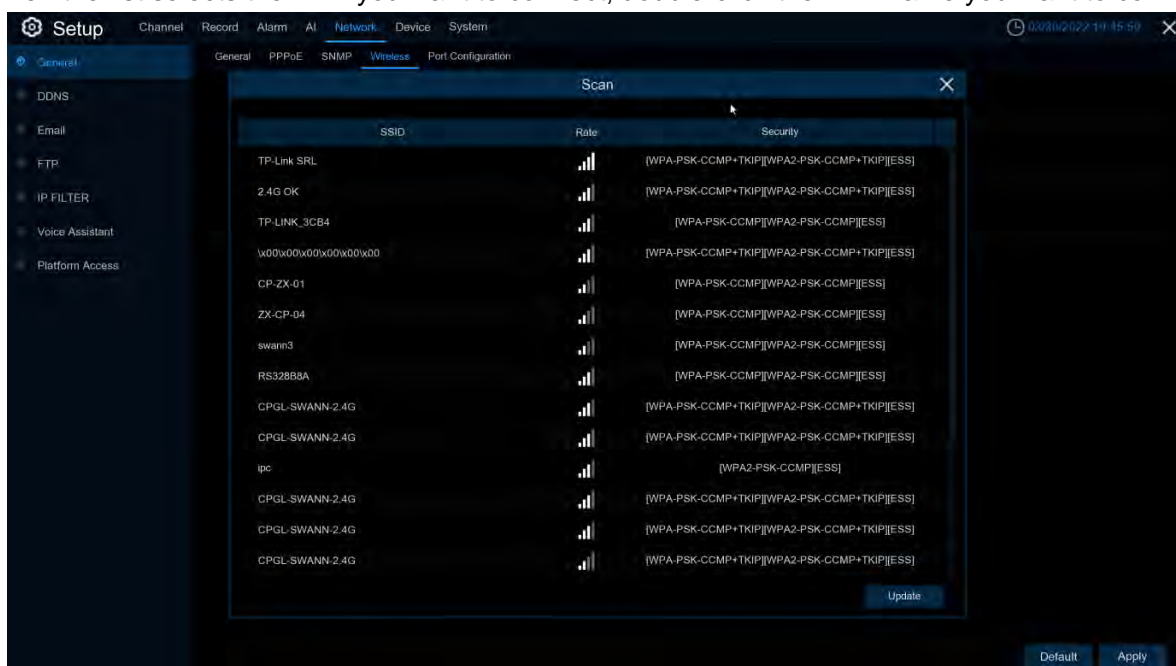 Setup Channel Record Alarm AI Network Device System 03/30/2022 19:45:59
General PPPoE SNMP Wireless Port Configuration
General
DDNS
Email
FTP
IP FILTER
Voice Assistant
Platform Access
Scan
SSID Rate Security
TP-Link SRL [WPA-PSK-CCMP+TKIP][WPA2-PSK-CCMP+TKIP][ESS]
2.4G OK [WPA-PSK-CCMP+TKIP][WPA2-PSK-CCMP+TKIP][ESS]
TP-LINK_3CB4 [WPA-PSK-CCMP][WPA2-PSK-CCMP][ESS]
\x00\x00\x00\x00\x00\x00 [WPA-PSK-CCMP+TKIP][WPA2-PSK-CCMP+TKIP][ESS]
CP-ZX-01 [WPA-PSK-CCMP][WPA2-PSK-CCMP][ESS]
ZX-CP-04 [WPA-PSK-CCMP][WPA2-PSK-CCMP][ESS]
swann3 [WPA-PSK-CCMP][WPA2-PSK-CCMP][ESS]
RS328B8A [WPA-PSK-CCMP][WPA2-PSK-CCMP][ESS]
CPGL-SWANN-2.4G [WPA-PSK-CCMP+TKIP][WPA2-PSK-CCMP+TKIP][ESS]
CPGL-SWANN-2.4G [WPA-PSK-CCMP+TKIP][WPA2-PSK-CCMP+TKIP][ESS]
ipc [WPA2-PSK-CCMP][ESS]
CPGL-SWANN-2.4G [WPA-PSK-CCMP+TKIP][WPA2-PSK-CCMP+TKIP][ESS]
CPGL-SWANN-2.4G [WPA-PSK-CCMP+TKIP][WPA2-PSK-CCMP+TKIP][ESS]
CPGL-SWANN-2.4G [WPA-PSK-CCMP+TKIP][WPA2-PSK-CCMP+TKIP][ESS]
Update
Default Apply